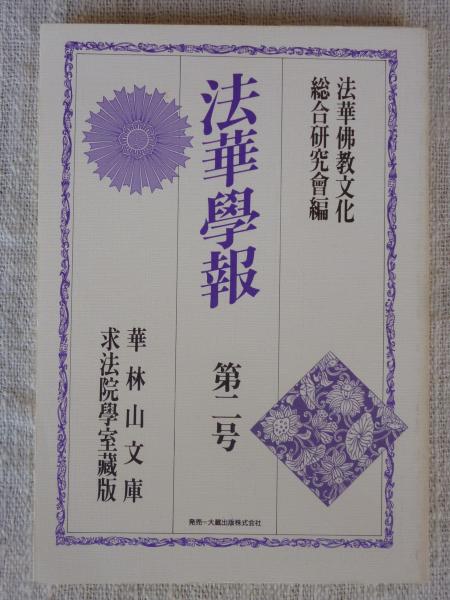 法華佛教文化
総合研究會編
法華學報
第二号
華林山文庫
求法院學室藏版
発売―大蔵出版株式会社